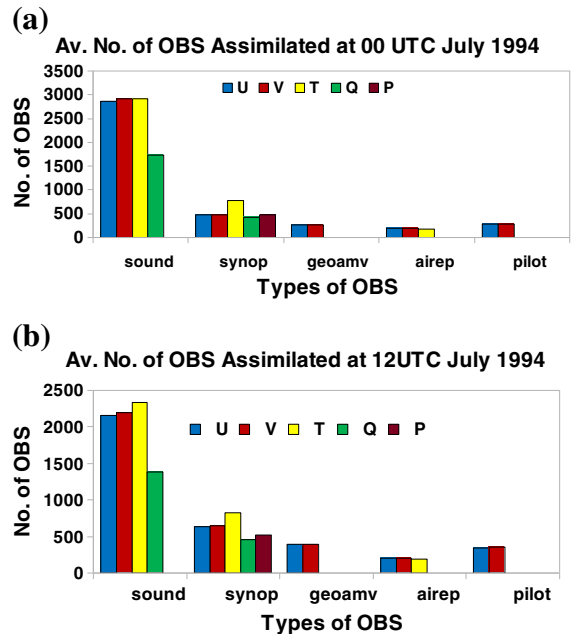 (a)
Av. No. of OBS Assimilated at 00 UTC July 1994
3500
3000
2500
2000
1500
1000
500
0
No. of OBS
U V T Q P
sound synop geoamv airep pilot
Types of OBS
(b)
Av. No. of OBS Assimilated at 12UTC July 1994
2500
2000
1500
1000
500
0
No. of OBS
U V T Q P
sound synop geoamv airep pilot
Types of OBS